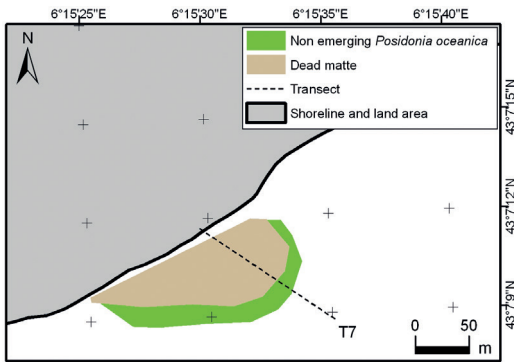 6°15'25"E 6°15'30"E 6°15'35"E 6°15'40"E
N
Non emerging Posidonia oceanica
Dead matte
Transect
Shoreline and land area
43°7'15"N
43°7'12"N
43°7'9"N
T7
0 50
m